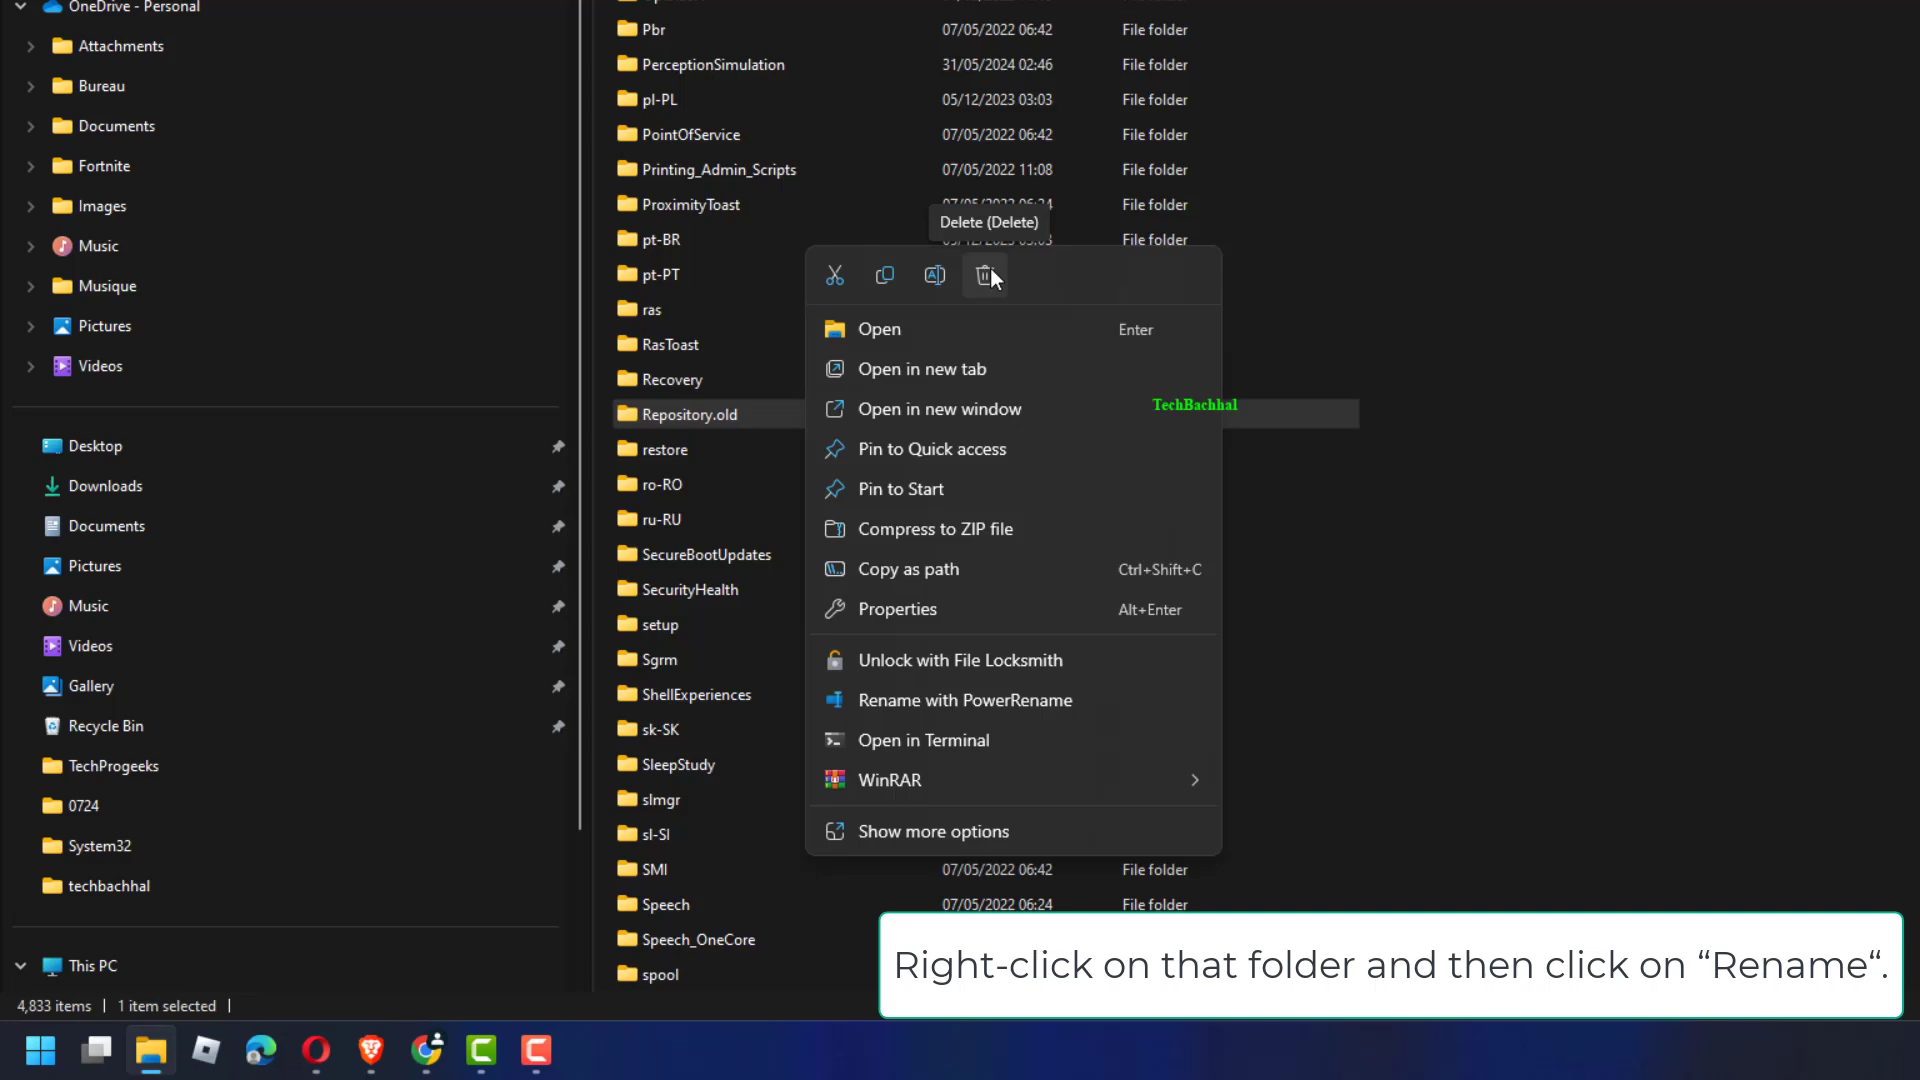 OneDrive - Personal
Attachments
Bureau
Documents
Fortnite
Images
Music
Musique
Pictures
Videos
Desktop
Downloads
Documents
Pictures
Music
Videos
Gallery
Recycle Bin
TechProgeeks
0724
System32
techbachhal
This PC
4,833 items
1 item selected
Pbr 07/05/2022 06:42 File folder
PerceptionSimulation 31/05/2024 02:46 File folder
pl-PL 05/12/2023 03:03 File folder
PointOfService 07/05/2022 06:42 File folder
Printing_Admin_Scripts 07/05/2022 11:08 File folder
ProximityToast 07/05/2022 06:24 File folder
pt-BR File folder
pt-PT
ras
RasToast
Recovery
Repository.old
restore
ro-RO
ru-RU
SecureBootUpdates
SecurityHealth
setup
Sgrm
ShellExperiences
sk-SK
SleepStudy
slmgr
sl-SI
SMI 07/05/2022 06:42 File folder
Speech 07/05/2022 06:24 File folder
Speech_OneCore
spool
Delete (Delete)
Open Enter
Open in new tab
Open in new window
Pin to Quick access
Pin to Start
Compress to ZIP file
Copy as path Ctrl+Shift+C
Properties Alt+Enter
Unlock with File Locksmith
Rename with PowerRename
Open in Terminal
WinRAR
Show more options
TechBachhal
Right-click on that folder and then click on “Rename“.